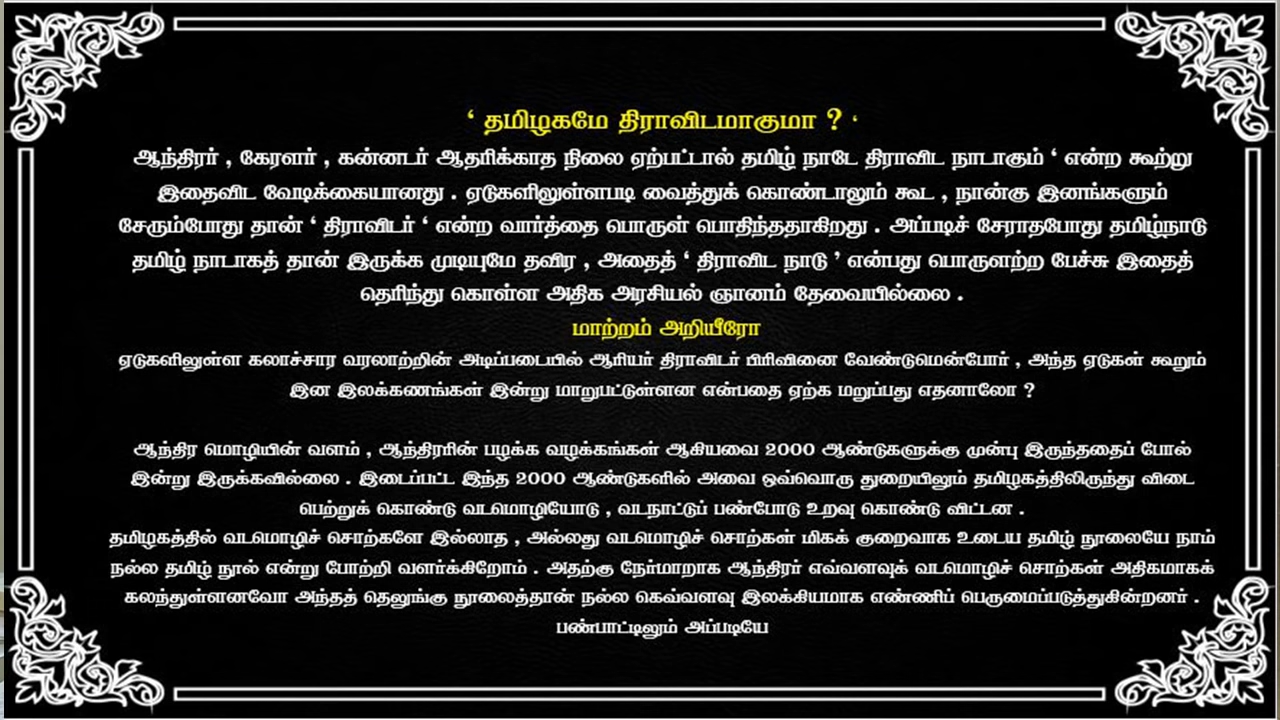 ‘ தமிழகமே திராவிடமாகுமா ? ‘
ஆந்திரர் , கேரளர் , கன்னடர் ஆதரிக்காத நிலை ஏற்பட்டால் தமிழ் நாடே திராவிட நாடாகும் ‘ என்ற கூற்று
இதைவிட வேடிக்கையானது . ஏடுகளிலுள்ளபடி வைத்துக் கொண்டாலும் கூட , நான்கு இனங்களும்
சேரும்போது தான் ‘ திராவிடர் ‘ என்ற வார்த்தை பொருள் பொதிந்ததாகிறது . அப்படிச் சேராதபோது தமிழ்நாடு
தமிழ் நாடாகத் தான் இருக்க முடியுமே தவிர , அதைத் ‘ திராவிட நாடு ’ என்பது பொருளற்ற பேச்சு இதைத்
தெரிந்து கொள்ள அதிக அரசியல் ஞானம் தேவையில்லை .
மாற்றம் அறியீரோ
ஏடுகளிலுள்ள கலாச்சார வரலாற்றின் அடிப்படையில் ஆரியர் திராவிடர் பிரிவினை வேண்டுமென்போர் , அந்த ஏடுகள் கூறும்
இன இலக்கணங்கள் இன்று மாறுபட்டுள்ளன என்பதை ஏற்க மறுப்பது எதனாலோ ?
ஆந்திர மொழியின் வளம் , ஆந்திரரின் பழக்க வழக்கங்கள் ஆகியவை 2000 ஆண்டுகளுக்கு முன்பு இருந்ததைப் போல்
இன்று இருக்கவில்லை . இடைப்பட்ட இந்த 2000 ஆண்டுகளில் அவை ஒவ்வொரு துறையிலும் தமிழகத்திலிருந்து விடை
பெற்றுக் கொண்டு வடமொழியோடு , வடநாட்டுப் பண்போடு உறவு கொண்டு விட்டன .
தமிழகத்தில் வடமொழிச் சொற்களே இல்லாத , அல்லது வடமொழிச் சொற்கள் மிகக் குறைவாக உடைய தமிழ் நூலையே நாம்
நல்ல தமிழ் நூல் என்று போற்றி வளர்க்கிறோம் . அதற்கு நேர்மாறாக ஆந்திரர் எவ்வளவுக் வடமொழிச் சொற்கள் அதிகமாகக்
கலந்துள்ளனவோ அந்தத் தெலுங்கு நூலைத்தான் நல்ல கெவ்வளவு இலக்கியமாக எண்ணிப் பெருமைப்படுத்துகின்றனர் .
பண்பாட்டிலும் அப்படியே